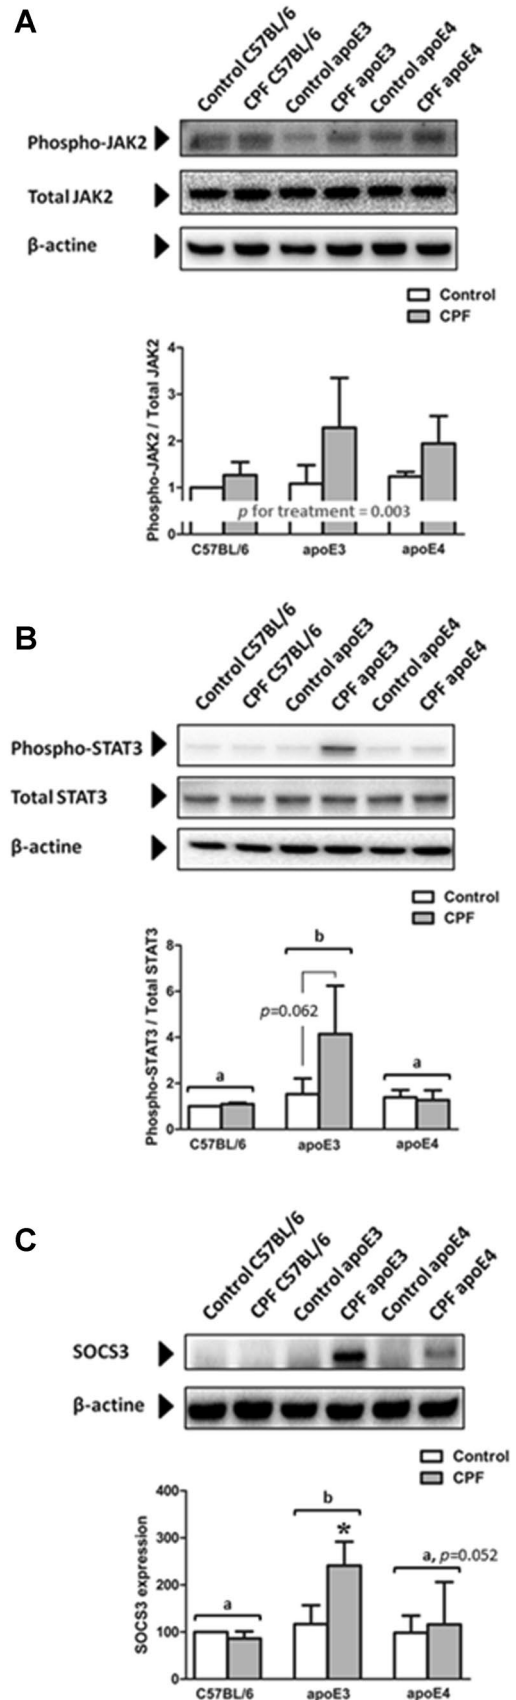 A
Control C57BL/6
CPF C57BL/6
Control apoE3
CPF apoE3
Control apoE4
CPF apoE4
Phospho-JAK2
Total JAK2
β-actine
Control
CPF
Phospho-JAK2 / Total JAK2
4
3
2
1
0
p for treatment = 0.003
C57BL/6 apoE3 apoE4
B
Control C57BL/6
CPF C57BL/6
Control apoE3
CPF apoE3
Control apoE4
CPF apoE4
Phospho-STAT3
Total STAT3
β-actine
Control
CPF
Phospho-STAT3 / Total STAT3
8
6
4
2
0
b
p=0.062
a
a
C57BL/6 apoE3 apoE4
C
Control C57BL/6
CPF C57BL/6
Control apoE3
CPF apoE3
Control apoE4
CPF apoE4
SOCS3
β-actine
Control
CPF
SOCS3 expression
400
300
200
100
0
b
*
a, p=0.052
a
C57BL/6 apoE3 apoE4